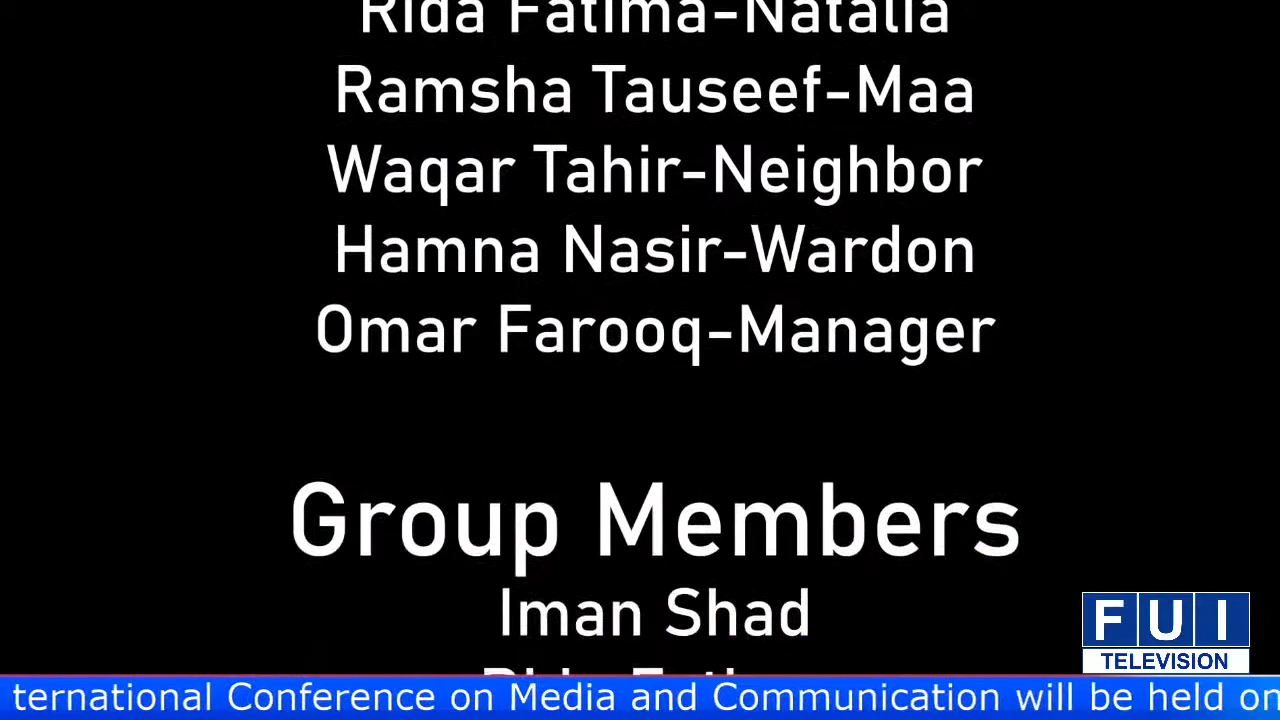 Rida Fatima-Natalia
Ramsha Tauseef-Maa
Waqar Tahir-Neighbor
Hamna Nasir-Wardon
Omar Farooq-Manager
Group Members
Iman Shad
FUI
TELEVISION
ternational Conference on Media and Communication will be held on